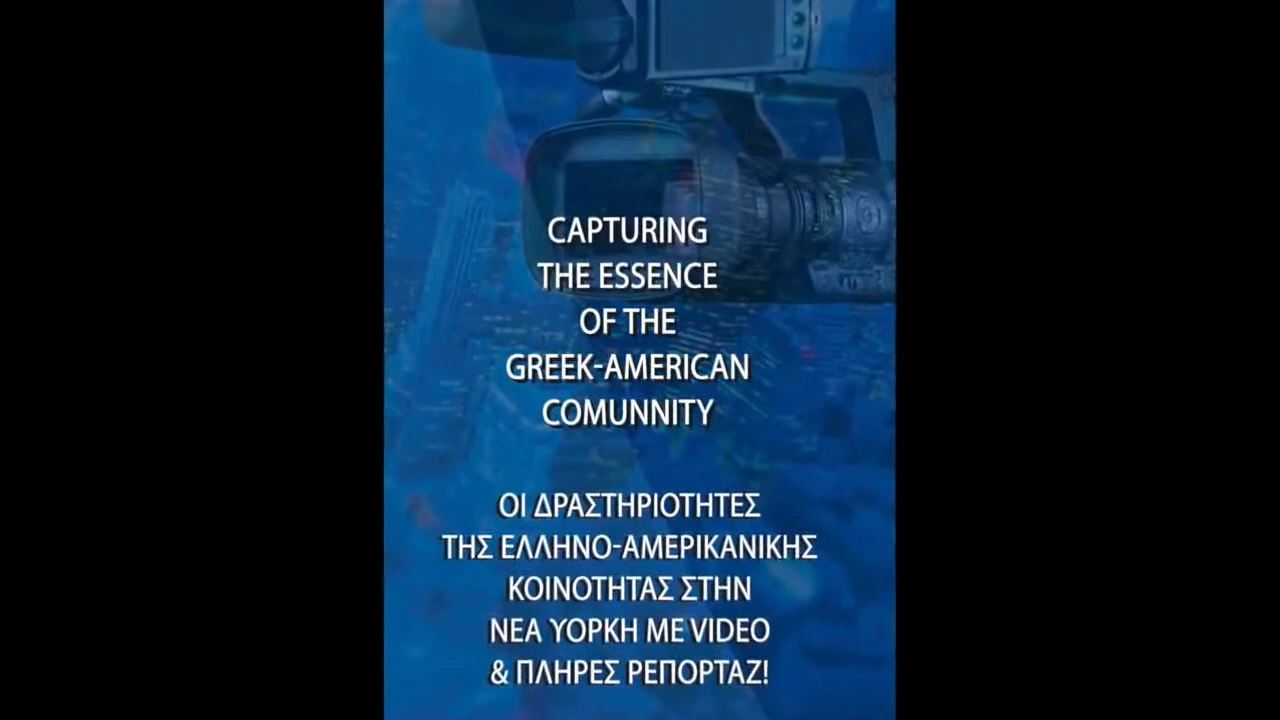 CAPTURING
THE ESSENCE
OF THE
GREEK-AMERICAN
COMUNNITY
ΟΙ ΔΡΑΣΤΗΡΙΟΤΗΤΕΣ
ΤΗΣ ΕΛΛΗΝΟ-ΑΜΕΡΙΚΑΝΙΚΗΣ
ΚΟΙΝΟΤΗΤΑΣ ΣΤΗΝ
ΝΕΑ ΥΟΡΚΗ ΜΕ VIDEO
& ΠΛΗΡΕΣ ΡΕΠΟΡΤΑΖ!